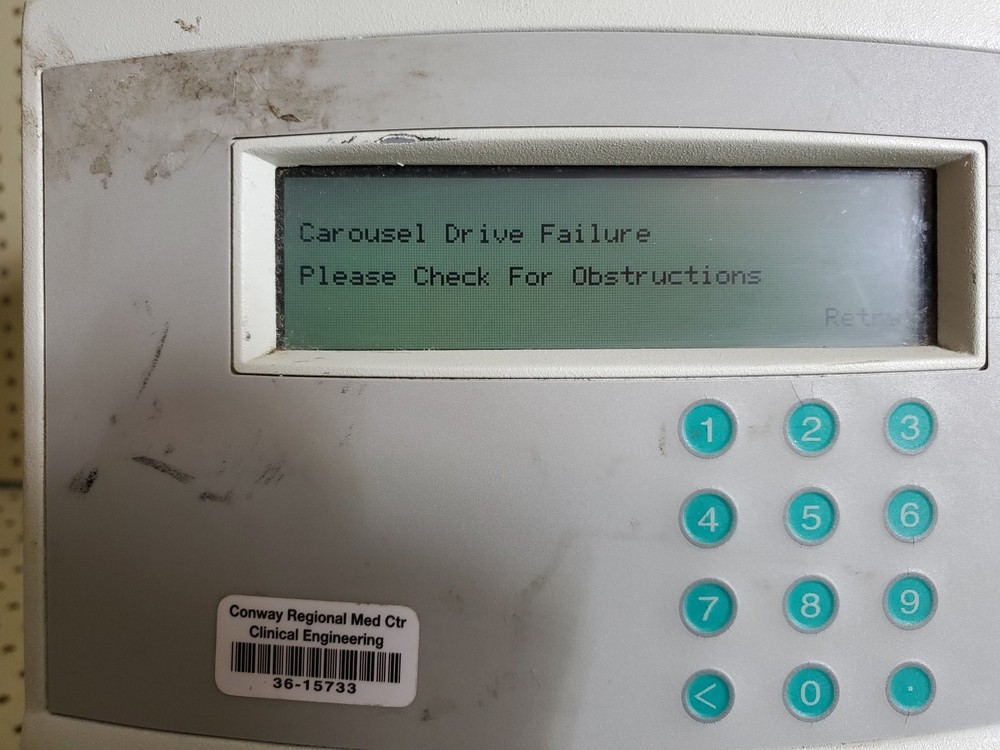 Carousel Drive Failure
Please Check For Obstructions
Retry
1 2 3
4 5 6
7 8 9
< 0 .
Conway Regional Med Ctr
Clinical Engineering
36-15733